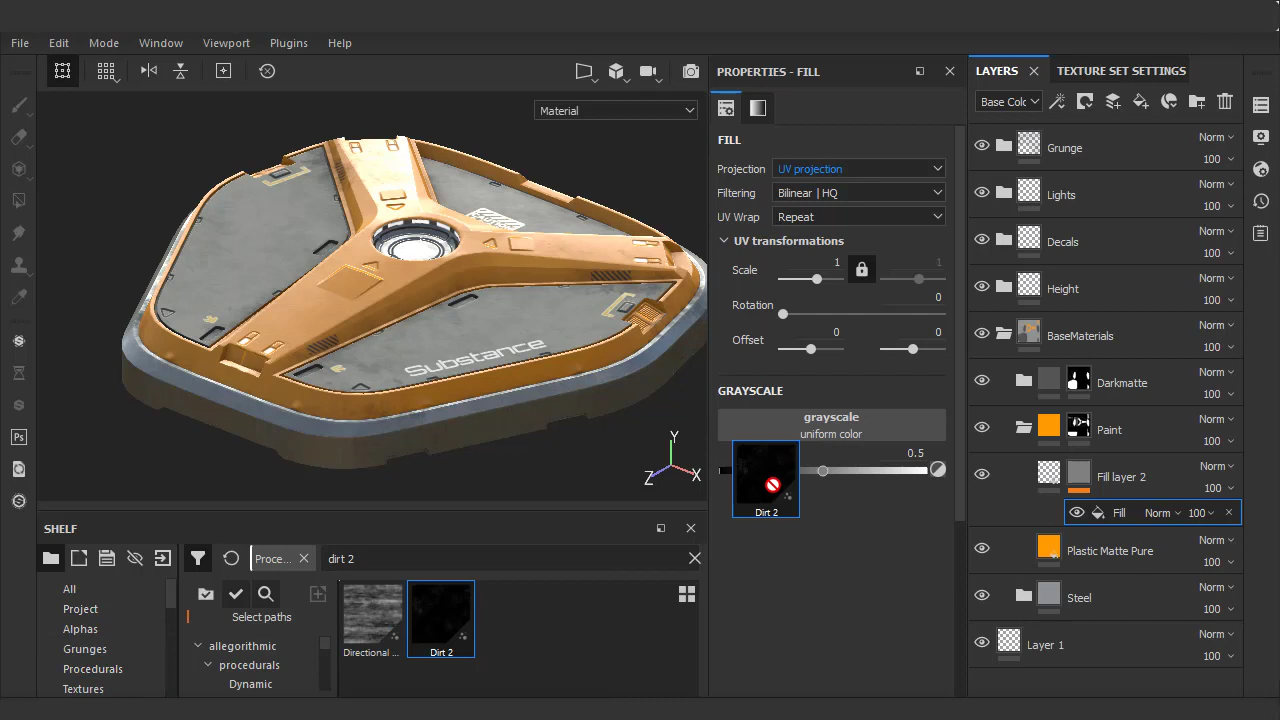 File Edit Mode Window Viewport Plugins Help
Material
Substance
Y
Z X
PROPERTIES - FILL
FILL
Projection UV projection
Filtering Bilinear | HQ
UV Wrap Repeat
UV transformations
Scale 1 1
Rotation 0
Offset 0 0
GRAYSCALE
grayscale
uniform color
0.5
Dirt 2
LAYERS TEXTURE SET SETTINGS
Base Colc
Grunge Norm 100
Lights Norm 100
Decals Norm 100
Height Norm 100
BaseMaterials Norm 100
Darkmatte Norm 100
Paint Norm 100
Fill layer 2 Norm 100
Fill Norm 100
Plastic Matte Pure Norm 100
Steel Norm 100
Layer 1 Norm 100
SHELF
Proce... dirt 2
All
Project
Alphas
Grunges
Procedurals
Textures
Select paths
allegorithmic
procedurals
Dynamic
Directional ...
Dirt 2
Ps